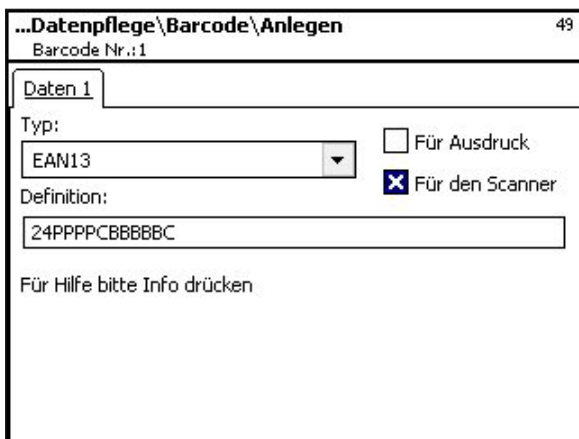 ...Datenpflege\Barcode\Anlegen 49
Barcode Nr.:1
Daten 1
Typ:
EAN13
Für Ausdruck
Für den Scanner
Definition:
24PPPPCBBBBBC
Für Hilfe bitte Info drücken